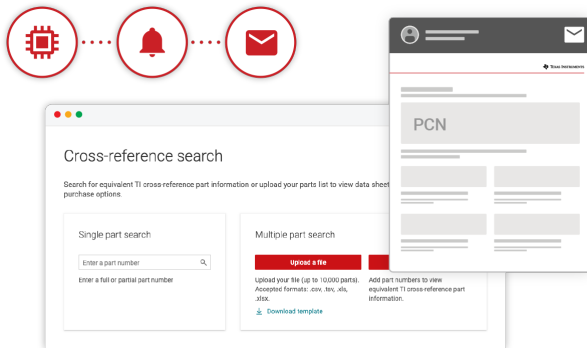 Texas Instruments
PCN
Cross-reference search
Search for equivalent TI cross-reference part information or upload your parts list to view data sheet
purchase options.
Single part search
Enter a part number
Enter a full or partial part number
Multiple part search
Upload a file
Upload your file (up to 10,000 parts).
Accepted formats: .csv, .tsv, .xls,
.xlsx.
Download template
Add part numbers to view
equivalent TI cross-reference part
information.